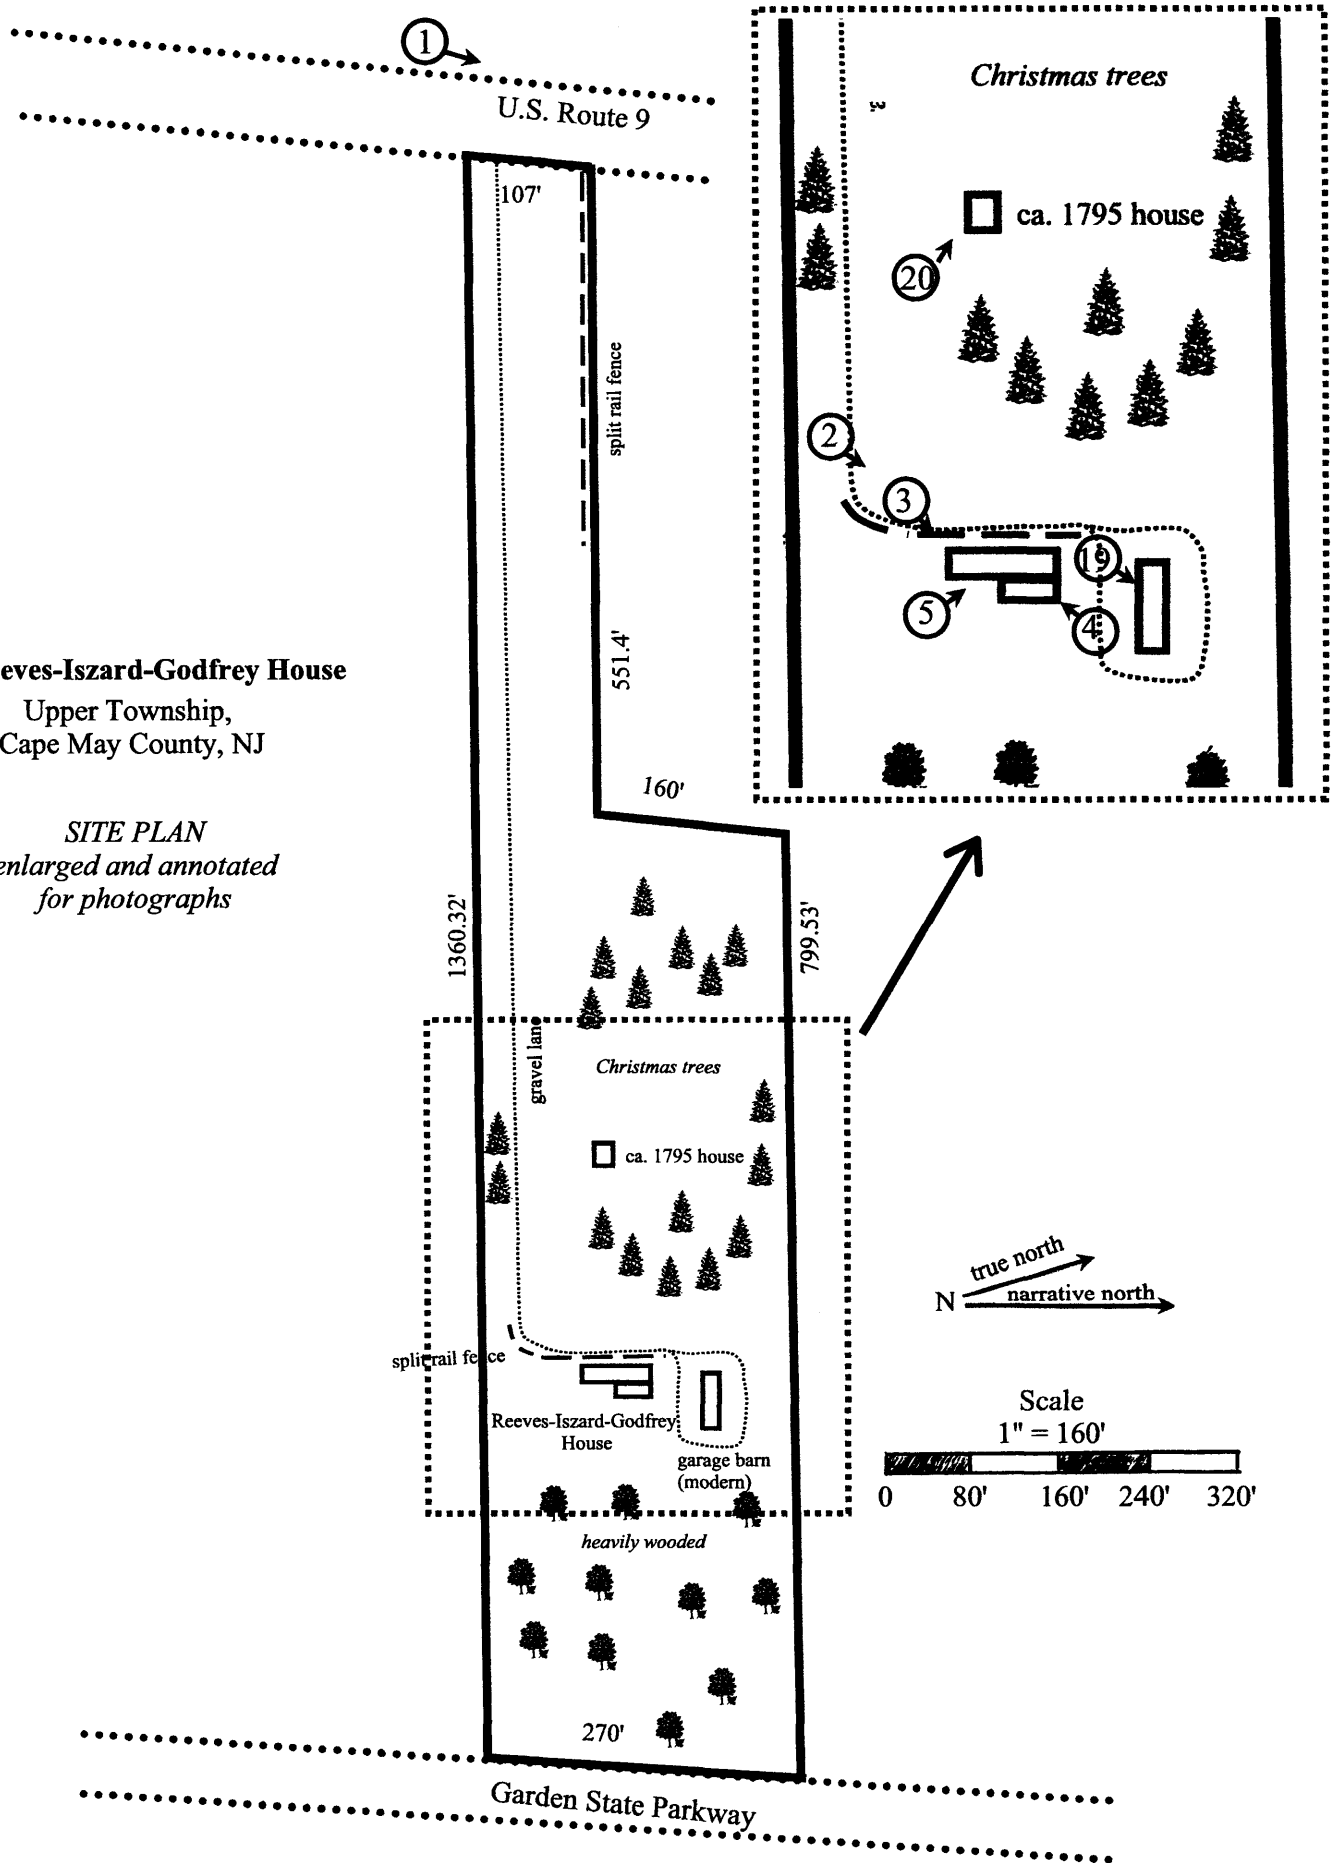 1
U.S. Route 9
107'
split rail fence
551.4'
160'
1360.32'
799.53'
eves-Iszard-Godfrey House
Upper Township,
Cape May County, NJ
SITE PLAN
enlarged and annotated
for photographs
Christmas trees
ca. 1795 house
20
2
3
19
5
4
gravel lane
Christmas trees
ca. 1795 house
split rail fence
Reeves-Iszard-Godfrey
House
garage barn
(modern)
heavily wooded
270'
Garden State Parkway
true north
N
narrative north
Scale
1" = 160'
0 80' 160' 240' 320'